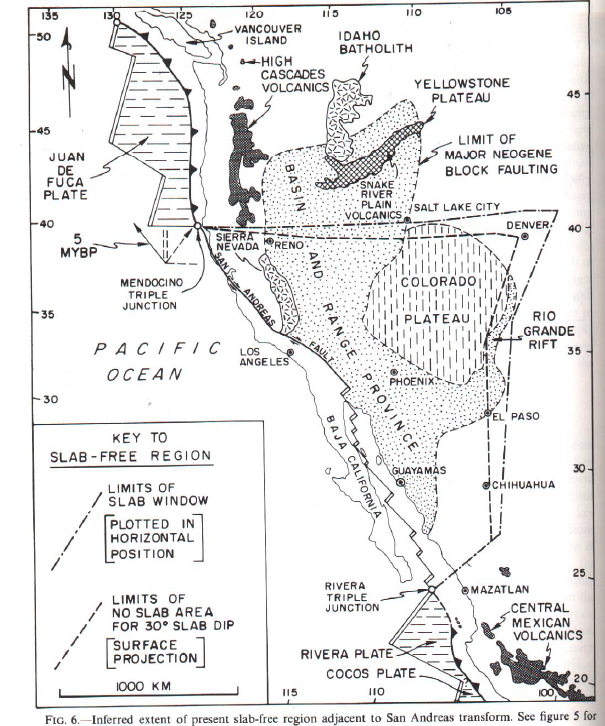 130
125
120
115
110
105
50
VANCOUVER
ISLAND
IDAHO
BATHOLITH
HIGH
CASCADES
VOLCANICS
YELLOWSTONE
PLATEAU
45
45
LIMIT OF
MAJOR NEOGENE
BLOCK FAULTING
JUAN
DE
FUCA
PLATE
SNAKE
RIVER
PLAIN
VOLCANICS
SALT LAKE CITY
40
40
5
MYBP
SIERRA
NEVADA
RENO
DENVER
BASIN AND RANGE PROVINCE
MENDOCINO
TRIPLE
JUNCTION
SAN ANDREAS FAULT
COLORADO
PLATEAU
35
RIO
GRANDE
RIFT
35
PACIFIC
OCEAN
LOS
ANGELES
PHOENIX
30
EL PASO
KEY TO
SLAB-FREE REGION
BAJA CALIFORNIA
GUAYAMAS
30
CHIHUAHUA
LIMITS OF
SLAB WINDOW
PLOTTED IN
HORIZONTAL
POSITION
25
RIVERA
TRIPLE
JUNCTION
MAZATLAN
LIMITS OF
NO SLAB AREA
FOR 30° SLAB DIP
SURFACE
PROJECTION
CENTRAL
MEXICAN
VOLCANICS
RIVERA PLATE
COCOS PLATE
1000 KM
20
115
110
100
FIG. 6.—Inferred extent of present slab-free region adjacent to San Andreas transform. See figure 5 for